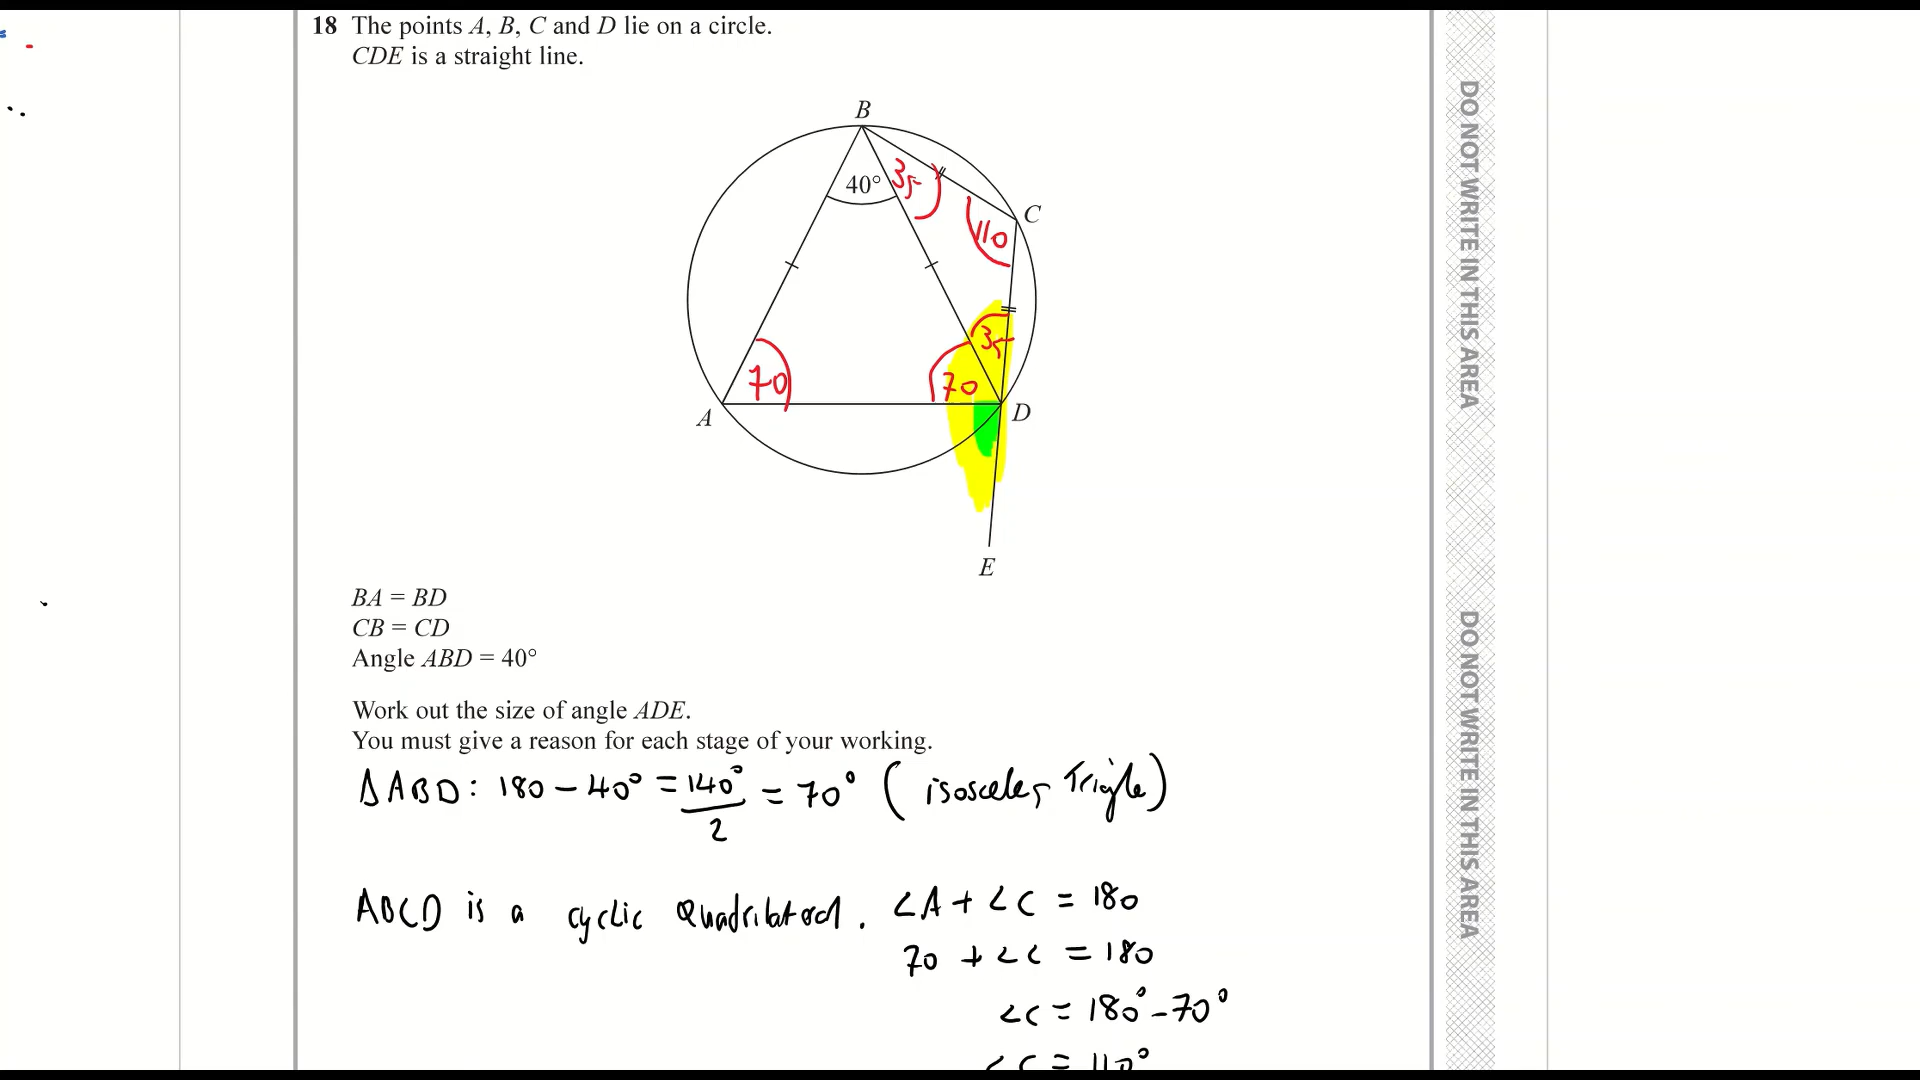 18 The points A, B, C and D lie on a circle.
CDE is a straight line.
B
40°
35
C
110
35
70
70
A
D
E
BA = BD
CB = CD
Angle ABD = 40°
Work out the size of angle ADE.
You must give a reason for each stage of your working.
ΔABD: 180 - 40° = 140°/2 = 70° (isosceles Triangle)
ABCD is a cyclic Quadrilateral. ∠A + ∠C = 180
70 + ∠C = 180
∠C = 180° - 70°
∠C = 110°
DO NOT WRITE IN THIS AREA
DO NOT WRITE IN THIS AREA